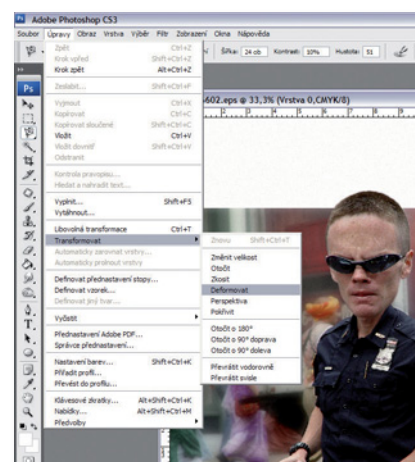 Adobe Photoshop CS3
Soubor Úpravy Obraz Vrstva Výběr Filtr Zobrazení Okna Nápověda
Šířka: 24 ob Kontrast: 10% Hustota: 51
Zpět Ctrl+Z
Krok vpřed Shift+Ctrl+Z
Krok zpět Alt+Ctrl+Z
Zeslabit... Shift+Ctrl+F
Vyjmout Ctrl+X
Kopírovat Ctrl+C
Kopírovat sloučené Shift+Ctrl+C
Vložit Ctrl+V
Vložit dovnitř Shift+Ctrl+V
Odstranit
Kontrola pravopisu...
Hledat a nahradit text...
Vyplnit... Shift+F5
Vytáhnout...
Libovolná transformace Ctrl+T
Transformovat
Automaticky zarovnat vrstvy...
Automaticky prolnout vrstvy
Definovat přednastavení stopy...
Definovat vzorek...
Definovat jiný tvar...
Vyčistit
Přednastavení Adobe PDF...
Správce přednastavení...
Nastavení barev... Shift+Ctrl+K
Přiřadit profil...
Převést do profilu...
Klávesové zkratky... Alt+Shift+Ctrl+K
Nabídky... Alt+Shift+Ctrl+M
Předvolby
-602.eps @ 33,3% (Vrstva 0,CMYK/8)
Znovu Shift+Ctrl+T
Změnit velikost
Otočit
Zkosit
Deformovat
Perspektiva
Pokřivit
Otočit o 180°
Otočit o 90° doprava
Otočit o 90° doleva
Převrátit vodorovně
Převrátit svisle
Ps